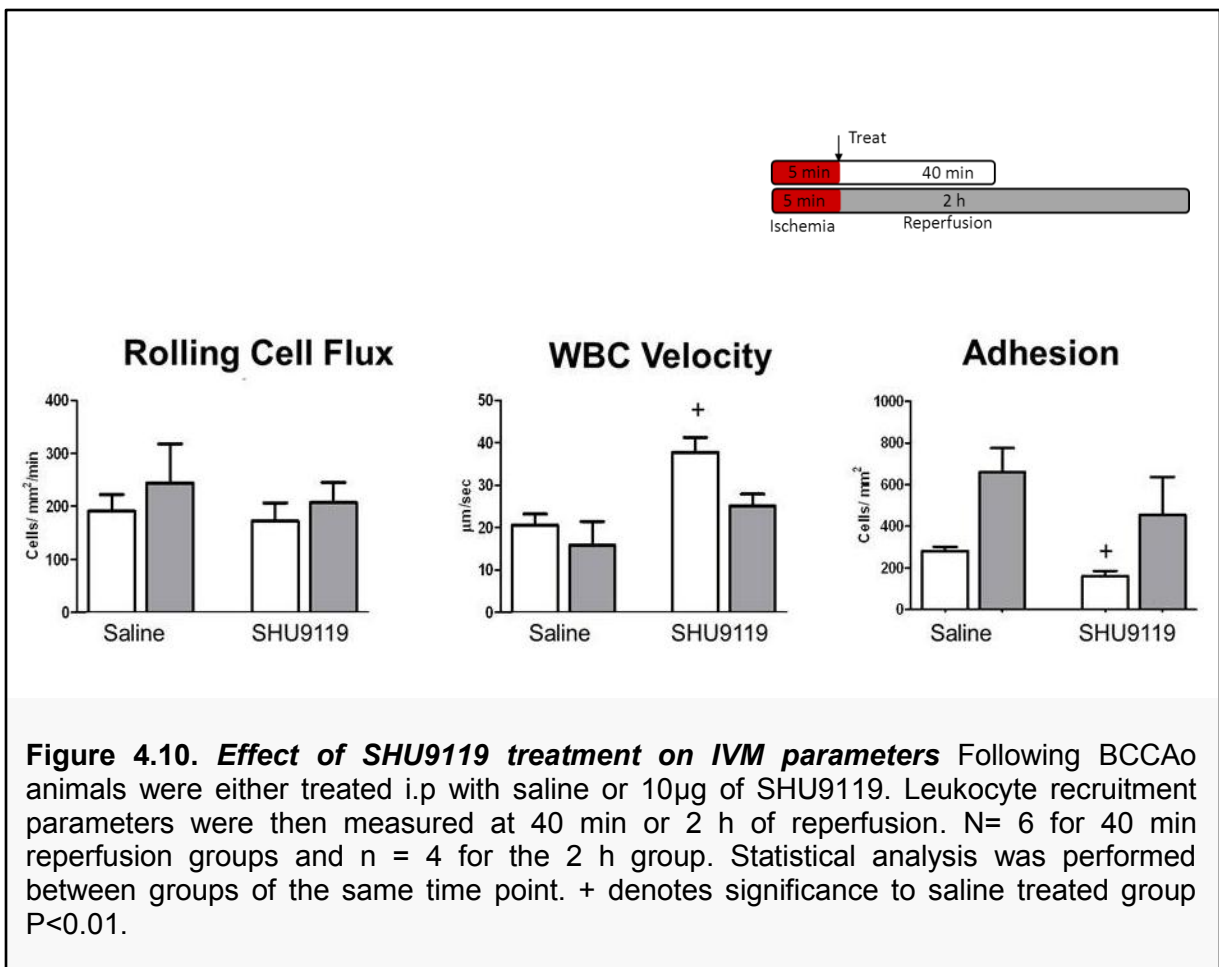 Treat
5 min 40 min
5 min 2 h
Ischemia Reperfusion
Rolling Cell Flux
400
300
200
100
0
Cells/ mm²/min
Saline SHU9119
WBC Velocity
50
40
30
20
10
0
µm/sec
+
Saline SHU9119
Adhesion
1000
800
600
400
200
0
Cells/ mm²
+
Saline SHU9119
Figure 4.10. Effect of SHU9119 treatment on IVM parameters Following BCCAo
animals were either treated i.p with saline or 10µg of SHU9119. Leukocyte recruitment
parameters were then measured at 40 min or 2 h of reperfusion. N= 6 for 40 min
reperfusion groups and n = 4 for the 2 h group. Statistical analysis was performed
between groups of the same time point. + denotes significance to saline treated group
P<0.01.